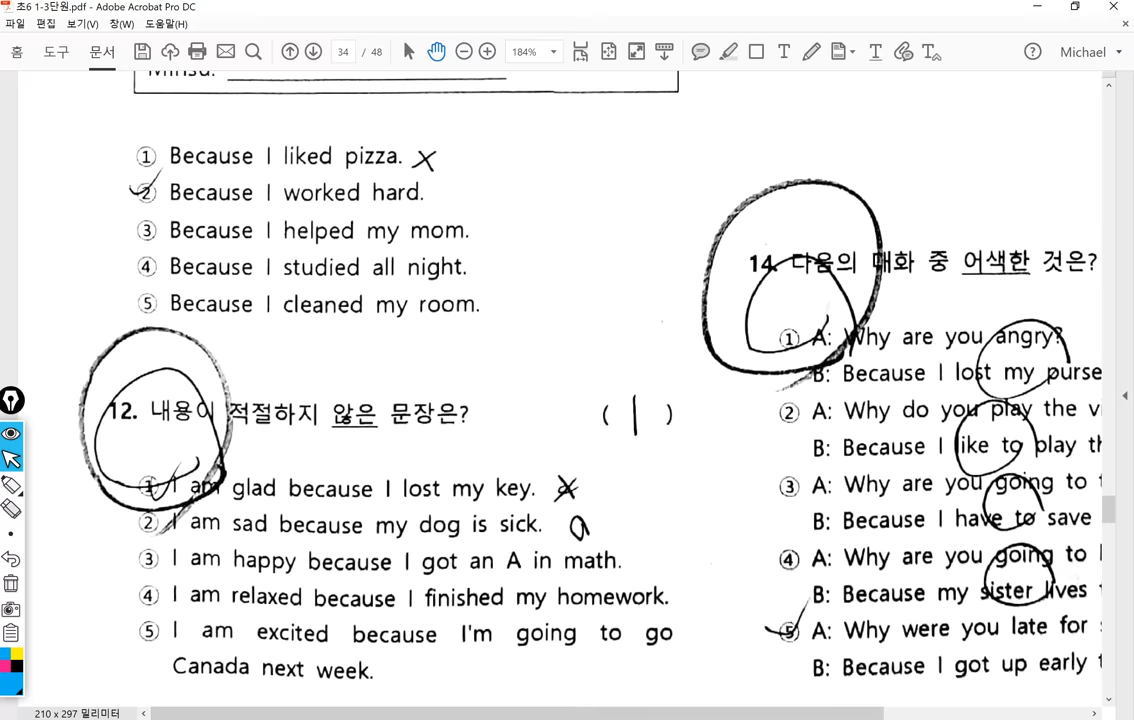 초6 1-3단원.pdf - Adobe Acrobat Pro DC
파일 편집 보기(V) 창(W) 도움말(H)
홈 도구 문서 34 / 48 184% Michael
① Because I liked pizza. X
② Because I worked hard.
③ Because I helped my mom.
④ Because I studied all night.
⑤ Because I cleaned my room.
12. 내용이 적절하지 않은 문장은? ( 1 )
① I am glad because I lost my key.
② I am sad because my dog is sick.
③ I am happy because I got an A in math.
④ I am relaxed because I finished my homework.
⑤ I am excited because I'm going to go
Canada next week.
14. 다음의 대화 중 어색한 것은?
① A: Why are you angry?
B: Because I lost my purse
② A: Why do you play the
B: Because I like to play
③ A: Why are you going to
B: Because I have to save
④ A: Why are you going to
B: Because my sister lives
⑤ A: Why were you late for
B: Because I got up early
210 x 297 밀리미터